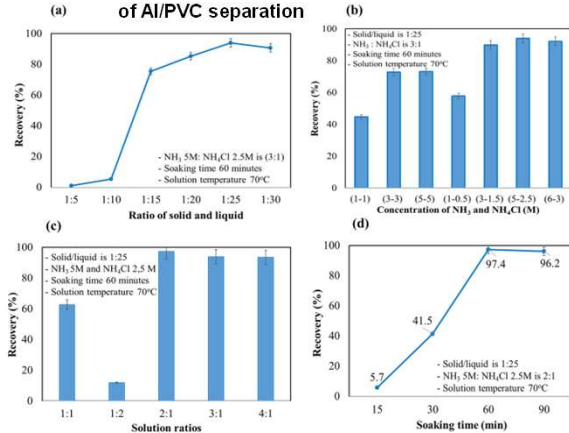 of Al/PVC separation
(a)
Recovery (%)
100
80
60
40
20
0
- NH₃ 5M: NH₄Cl 2.5M is (3:1)
- Soaking time 60 minutes
- Solution temperature 70°C
1:5 1:10 1:15 1:20 1:25 1:30
Ratio of solid and liquid
(b)
Recovery (%)
100
80
60
40
20
0
- Solid/liquid is 1:25
- NH₃ : NH₄Cl is 3:1
- Soaking time 60 minutes
- Solution temperature 70°C
(1-1) (3-3) (5-5) (1-0.5) (3-1.5) (5-2.5) (6-3)
Concentration of NH₃ and NH₄Cl (M)
(c)
Recovery (%)
100
80
60
40
20
0
- Solid/liquid is 1:25
- NH₃ 5M and NH₄Cl 2,5 M
- Soaking time 60 minutes
- Solution temperature 70°C
1:1 1:2 2:1 3:1 4:1
Solution ratios
(d)
Recovery (%)
100
80
60
40
20
0
5.7
41.5
97.4
96.2
- Solid/liquid is 1:25
- NH₃ 5M: NH₄Cl 2.5M is 2:1
- Solution temperature 70°C
15 30 60 90
Soaking time (min)